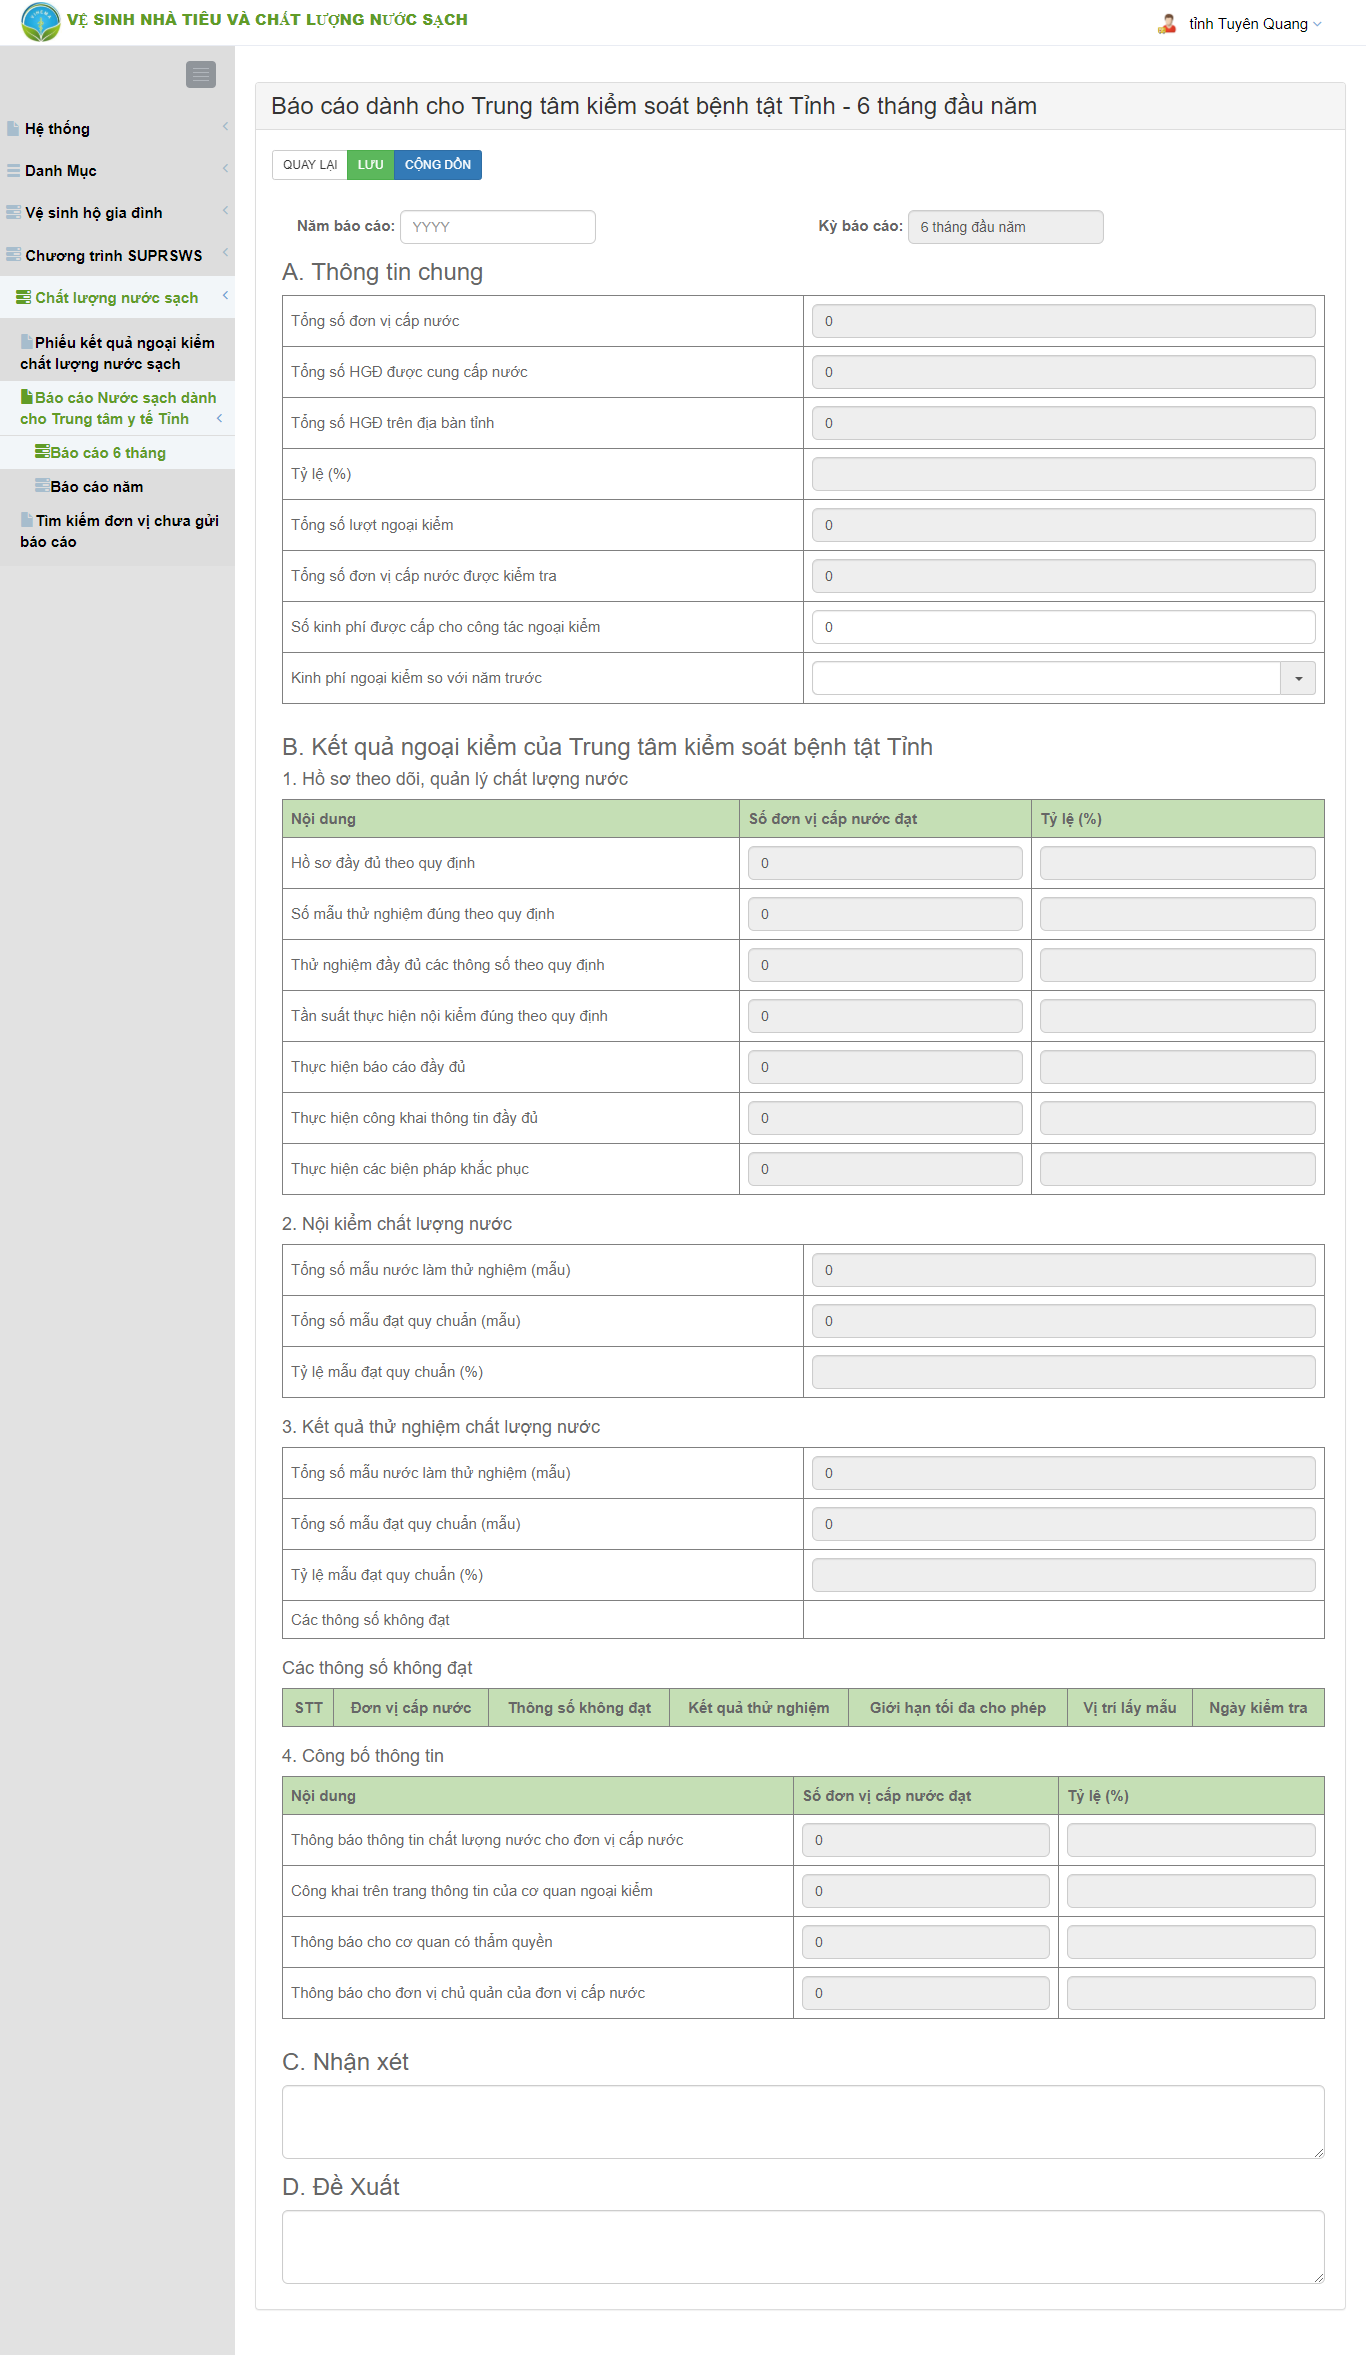 VỆ SINH NHÀ TIÊU VÀ CHẤT LƯỢNG NƯỚC SẠCH
tỉnh Tuyên Quang
Hệ thống
Danh Mục
Vệ sinh hộ gia đình
Chương trình SUPRSWS
Chất lượng nước sạch
Phiếu kết quả ngoại kiểm
chất lượng nước sạch
Báo cáo Nước sạch dành
cho Trung tâm y tế Tỉnh
Báo cáo 6 tháng
Báo cáo năm
Tìm kiếm đơn vị chưa gửi
báo cáo
Báo cáo dành cho Trung tâm kiểm soát bệnh tật Tỉnh - 6 tháng đầu năm
QUAY LẠI LƯU CỘNG DỒN
Năm báo cáo: YYYY Kỳ báo cáo: 6 tháng đầu năm
A. Thông tin chung
Tổng số đơn vị cấp nước 0
Tổng số HGĐ được cung cấp nước 0
Tổng số HGĐ trên địa bàn tỉnh 0
Tỷ lệ (%)
Tổng số lượt ngoại kiểm 0
Tổng số đơn vị cấp nước được kiểm tra 0
Số kinh phí được cấp cho công tác ngoại kiểm 0
Kinh phí ngoại kiểm so với năm trước
B. Kết quả ngoại kiểm của Trung tâm kiểm soát bệnh tật Tỉnh
1. Hồ sơ theo dõi, quản lý chất lượng nước
Nội dung Số đơn vị cấp nước đạt Tỷ lệ (%)
Hồ sơ đầy đủ theo quy định 0
Số mẫu thử nghiệm đúng theo quy định 0
Thử nghiệm đầy đủ các thông số theo quy định 0
Tần suất thực hiện nội kiểm đúng theo quy định 0
Thực hiện báo cáo đầy đủ 0
Thực hiện công khai thông tin đầy đủ 0
Thực hiện các biện pháp khắc phục 0
2. Nội kiểm chất lượng nước
Tổng số mẫu nước làm thử nghiệm (mẫu) 0
Tổng số mẫu đạt quy chuẩn (mẫu) 0
Tỷ lệ mẫu đạt quy chuẩn (%)
3. Kết quả thử nghiệm chất lượng nước
Tổng số mẫu nước làm thử nghiệm (mẫu) 0
Tổng số mẫu đạt quy chuẩn (mẫu) 0
Tỷ lệ mẫu đạt quy chuẩn (%)
Các thông số không đạt
Các thông số không đạt
STT Đơn vị cấp nước Thông số không đạt Kết quả thử nghiệm Giới hạn tối đa cho phép Vị trí lấy mẫu Ngày kiểm tra
4. Công bố thông tin
Nội dung Số đơn vị cấp nước đạt Tỷ lệ (%)
Thông báo thông tin chất lượng nước cho đơn vị cấp nước 0
Công khai trên trang thông tin của cơ quan ngoại kiểm 0
Thông báo cho cơ quan có thẩm quyền 0
Thông báo cho đơn vị chủ quản của đơn vị cấp nước 0
C. Nhận xét
D. Đề Xuất